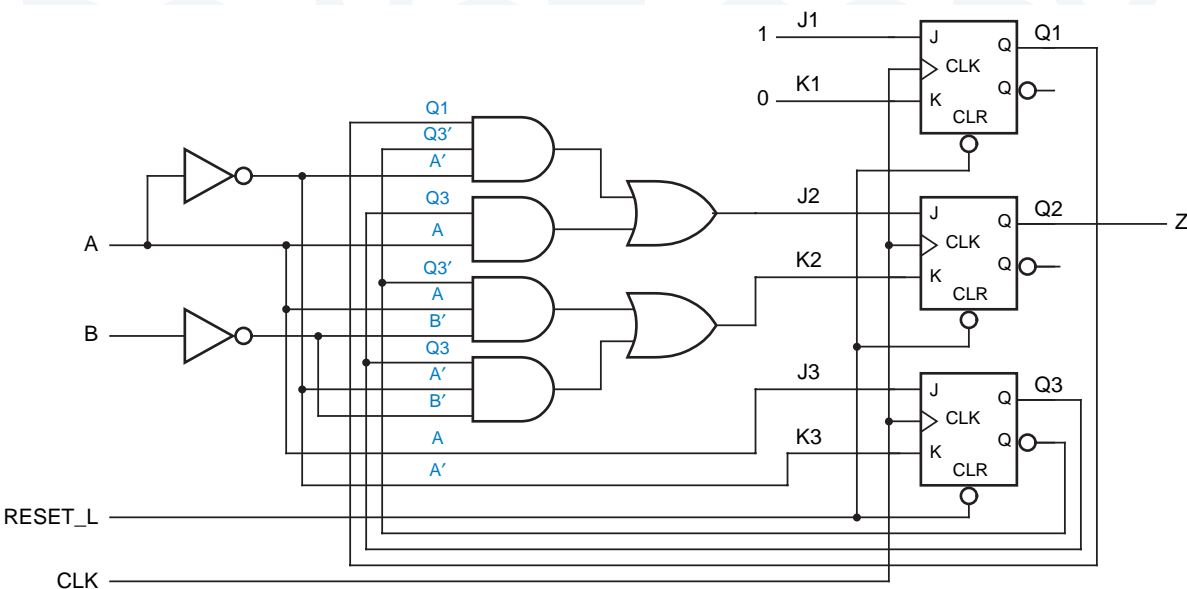 J1
1
J
Q
Q1
CLK
K1
0
K
Q
CLR
Q1
Q3′
A′
Q3
A
A
J2
J
Q
Q2
Z
CLK
Q3′
K2
K
Q
A
CLR
B′
B
Q3
A′
J3
J
Q
Q3
B′
CLK
A
K3
K
Q
A′
CLR
RESET_L
CLK